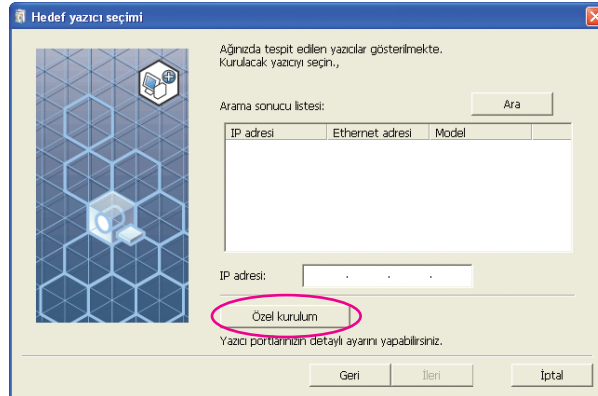 Hedef yazıcı seçimi
Ağınızda tespit edilen yazıcılar gösterilmekte.
Kurulacak yazıcıyı seçin.,
Arama sonucu listesi:
Ara
IP adresi Ethernet adresi Model
IP adresi:
. . .
Özel kurulum
Yazıcı portlarınızın detaylı ayarını yapabilirsiniz.
Geri İleri İptal